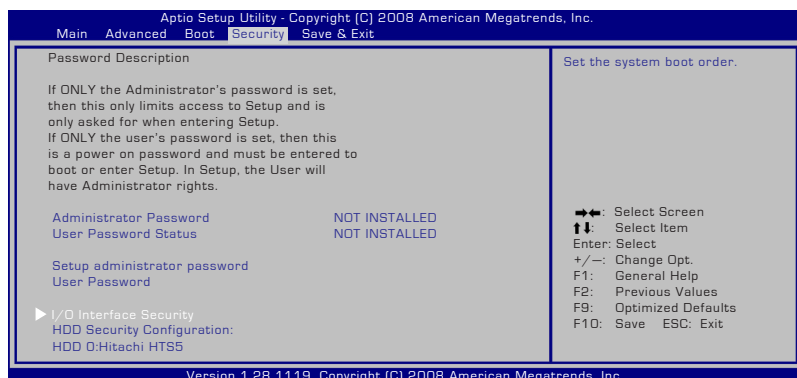 Aptio Setup Utility - Copyright (C) 2008 American Megatrends, Inc.
Main Advanced Boot Security Save & Exit
Password Description
If ONLY the Administrator's password is set,
then this only limits access to Setup and is
only asked for when entering Setup.
If ONLY the user's password is set, then this
is a power on password and must be entered to
boot or enter Setup. In Setup, the User will
have Administrator rights.
Administrator Password NOT INSTALLED
User Password Status NOT INSTALLED
Setup administrator password
User Password
I/O Interface Security
HDD Security Configuration:
HDD 0:Hitachi HTS5
Set the system boot order.
→←: Select Screen
↑↓: Select Item
Enter: Select
+/—: Change Opt.
F1: General Help
F2: Previous Values
F9: Optimized Defaults
F10: Save ESC: Exit
Version 1.28.1119. Copyright (C) 2008 American Megatrends, Inc.